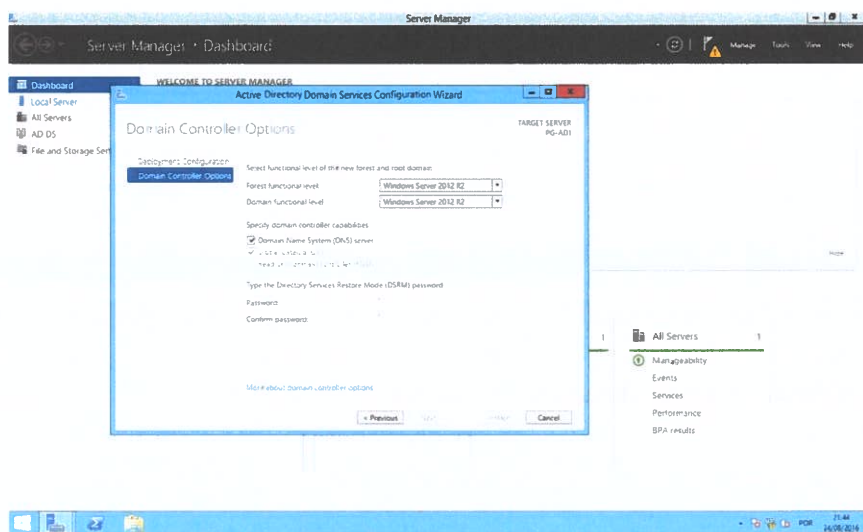 Server Manager
Server Manager • Dashboard
Manage Tools View Help
Dashboard
Local Server
All Servers
AD DS
File and Storage Ser
WELCOME TO SERVER MANAGER
Active Directory Domain Services Configuration Wizard
Domain Controller Options
TARGET SERVER
PG-AD1
Deployment Configuration
Domain Controller Options
Select functional level of the new forest and root domain
Forest functional level
Windows Server 2012 R2
Domain functional level
Windows Server 2012 R2
Specify domain controller capabilities
Domain Name System (DNS) server
Type the Directory Services Restore Mode (DSRM) password
Password
Confirm password
More about domain controller options
< Previous
Cancel
Hide
1
All Servers 1
Manageability
Events
Services
Performance
BPA results
POR
21:44
24/08/2016